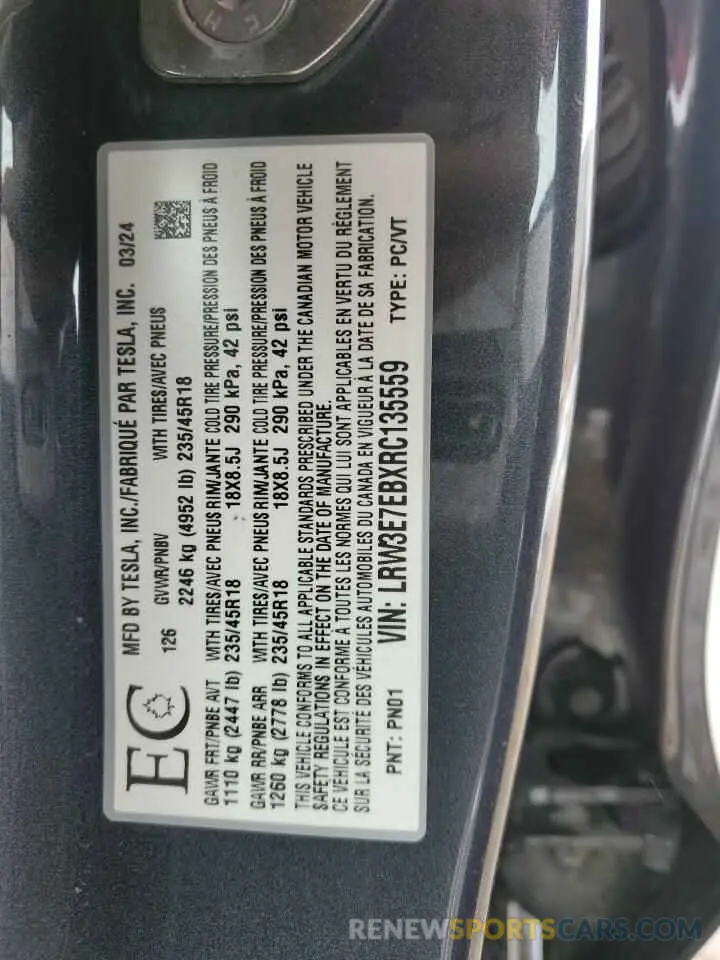 MFD BY TESLA, INC./FABRIQUÉ PAR TESLA, INC. 03/24
EC
126 GVWR/PNBV WITH TIRES/AVEC PNEUS
2246 kg (4952 lb) 235/45R18
GAWR FRT/PNBE AVT WITH TIRES/AVEC PNEUS RIM/JANTE COLD TIRE PRESSURE/PRESSION DES PNEUS À FROID
1110 kg (2447 lb) 235/45R18 18X8.5J 290 kPa, 42 psi
GAWR RR/PNBE ARR WITH TIRES/AVEC PNEUS RIM/JANTE COLD TIRE PRESSURE/PRESSION DES PNEUS À FROID
1260 kg (2778 lb) 235/45R18 18X8.5J 290 kPa, 42 psi
THIS VEHICLE CONFORMS TO ALL APPLICABLE STANDARDS PRESCRIBED UNDER THE CANADIAN MOTOR VEHICLE
SAFETY REGULATIONS IN EFFECT ON THE DATE OF MANUFACTURE.
CE VÉHICULE EST CONFORME À TOUTES LES NORMES QUI LUI SONT APPLICABLES EN VERTU DU RÈGLEMENT
SUR LA SÉCURITÉ DES VÉHICULES AUTOMOBILES DU CANADA EN VIGUEUR À LA DATE DE SA FABRICATION.
PNT: PN01 VIN: LRW3E7EBXRC135559 TYPE: PC/VT
RENEWSPORTSCARS.COM